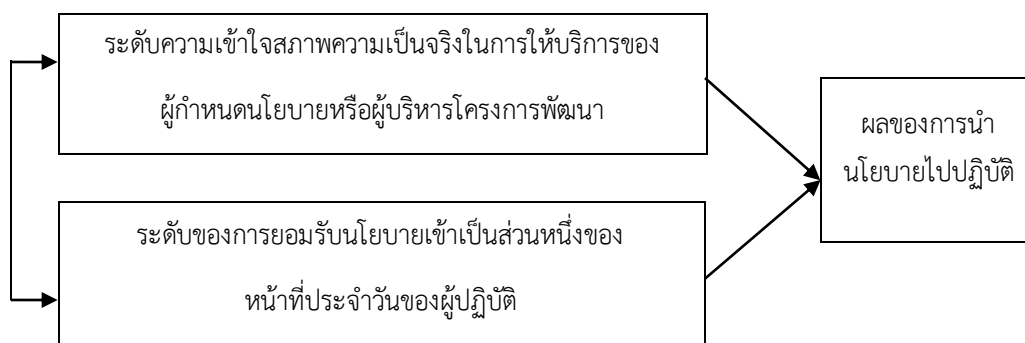 ระดับความเข้าใจสภาพความเป็นจริงในการให้บริการของ
ผู้กำหนดนโยบายหรือผู้บริหารโครงการพัฒนา
ผลของการนำ
นโยบายไปปฏิบัติ
ระดับของการยอมรับนโยบายเข้าเป็นส่วนหนึ่งของ
หน้าที่ประจำวันของผู้ปฏิบัติ